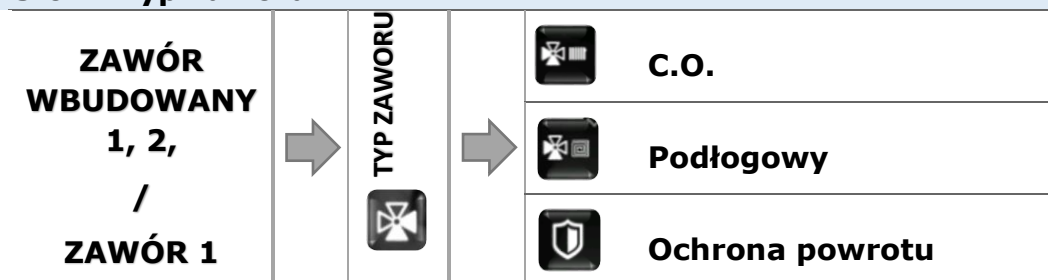 ZAWÓR
WBUDOWANY
1, 2,
/
ZAWÓR 1
TYP ZAWORU
C.O.
Podłogowy
Ochrona powrotu